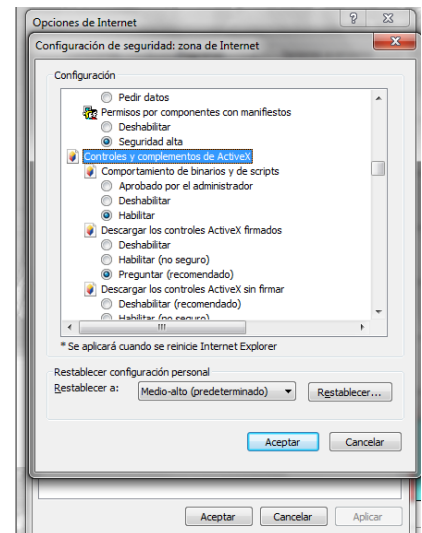 Opciones de Internet
Configuración de seguridad: zona de Internet
Configuración
Pedir datos
Permisos por componentes con manifiestos
Deshabilitar
Seguridad alta
Controles y complementos de ActiveX
Comportamiento de binarios y de scripts
Aprobado por el administrador
Deshabilitar
Habilitar
Descargar los controles ActiveX firmados
Deshabilitar
Habilitar (no seguro)
Preguntar (recomendado)
Descargar los controles ActiveX sin firmar
Deshabilitar (recomendado)
Habilitar (no seguro)
* Se aplicará cuando se reinicie Internet Explorer
Restablecer configuración personal
Restablecer a: Medio-alto (predeterminado) Restablecer...
Aceptar Cancelar
Aceptar Cancelar Aplicar